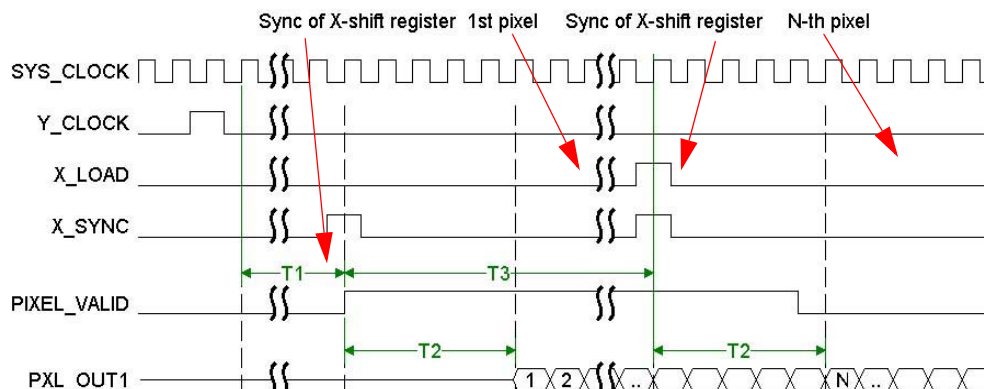 Sync of X-shift register 1st pixel Sync of X-shift register N-th pixel
SYS_CLOCK
Y_CLOCK
X_LOAD
X_SYNC
T1 T3
PIXEL_VALID
T2 T2
PXL_OUT1 1 2 .. N ..